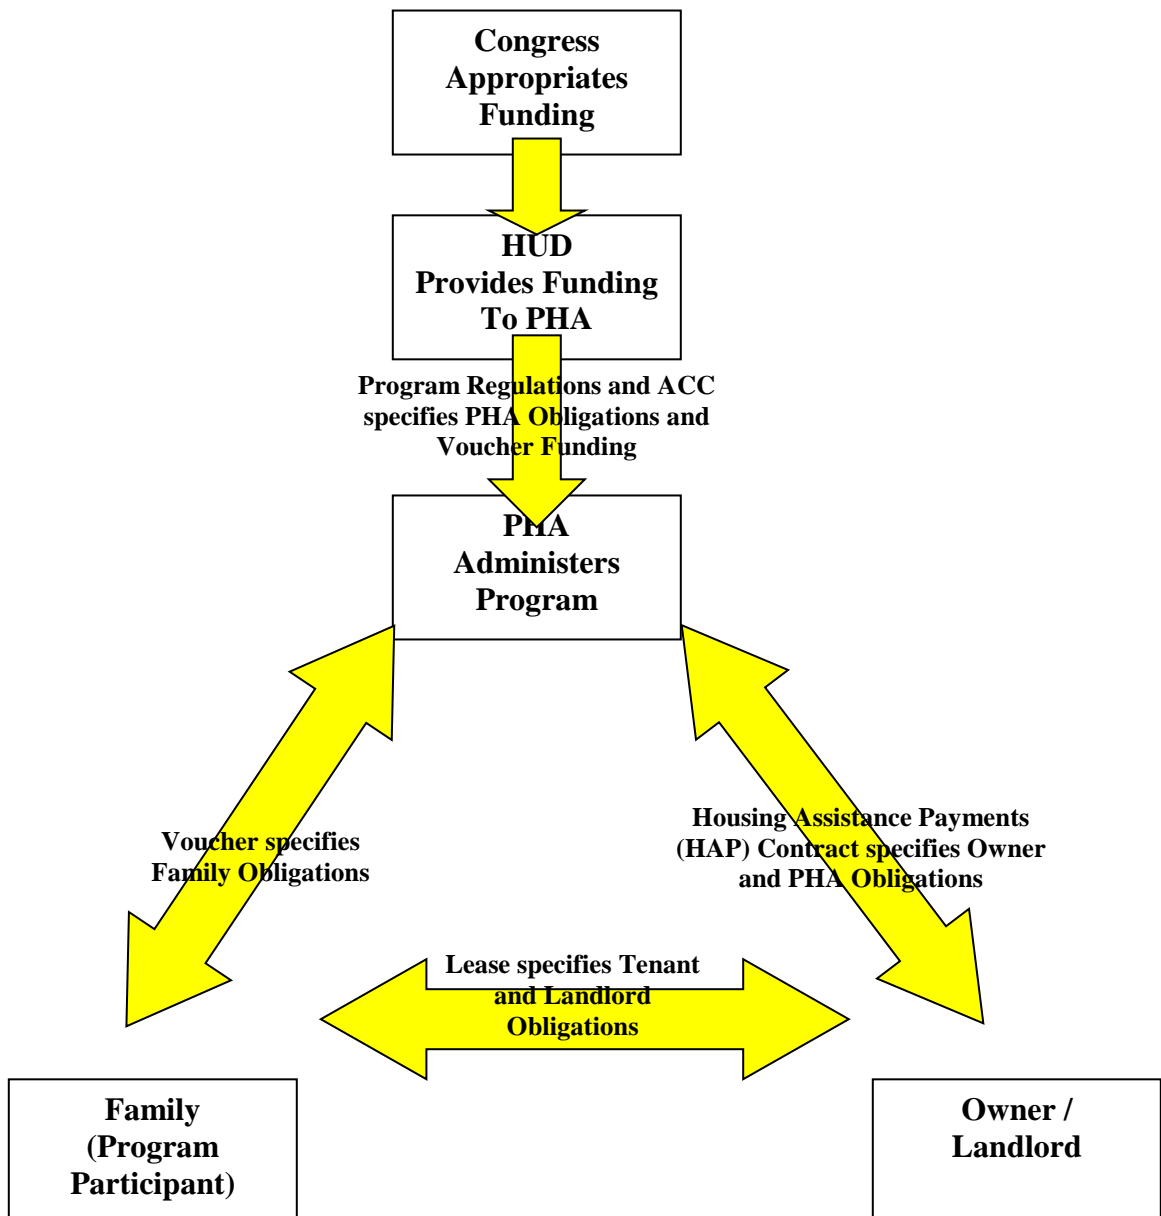 Congress
Appropriates
Funding
HUD
Provides Funding
To PHA
Program Regulations and ACC
specifies PHA Obligations and
Voucher Funding
PHA
Administers
Program
Voucher specifies
Family Obligations
Housing Assistance Payments
(HAP) Contract specifies Owner
and PHA Obligations
Lease specifies Tenant
and Landlord
Obligations
Family
(Program
Participant)
Owner /
Landlord